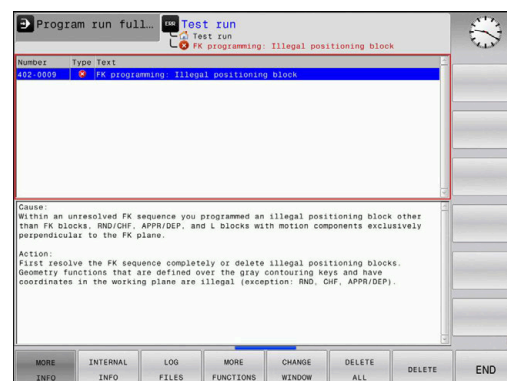 Program run full... ERR Test run
Test run
FK programming: Illegal positioning block
Number Type Text
402-0009 FK programming: Illegal positioning block
Cause:
Within an unresolved FK sequence you programmed an illegal positioning block other
than FK blocks, RND/CHF, APPR/DEP, and L blocks with motion components exclusively
perpendicular to the FK plane.
Action:
First resolve the FK sequence completely or delete illegal positioning blocks.
Geometry functions that are defined over the gray contouring keys and have
coordinates in the working plane are illegal (exception: RND, CHF, APPR/DEP).
MORE INFO
INTERNAL INFO
LOG FILES
MORE FUNCTIONS
CHANGE WINDOW
DELETE ALL
DELETE
END